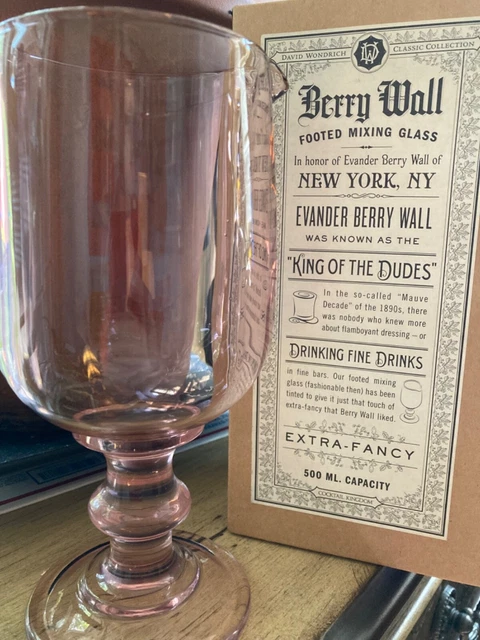 DAVID WONDRICH DW CLASSIC COLLECTION
Berry Wall
FOOTED MIXING GLASS
In honor of Evander Berry Wall of
NEW YORK, NY
EVANDER BERRY WALL
WAS KNOWN AS THE
"KING OF THE DUDES"
In the so-called "Mauve
Decade" of the 1890s, there
was nobody who knew more
about flamboyant dressing—or
DRINKING FINE DRINKS
in fine bars. Our footed mixing
glass (fashionable then) has been
tinted to give it just that touch of
extra-fancy that Berry Wall liked.
EXTRA-FANCY
500 ML. CAPACITY
COCKTAIL KINGDOM